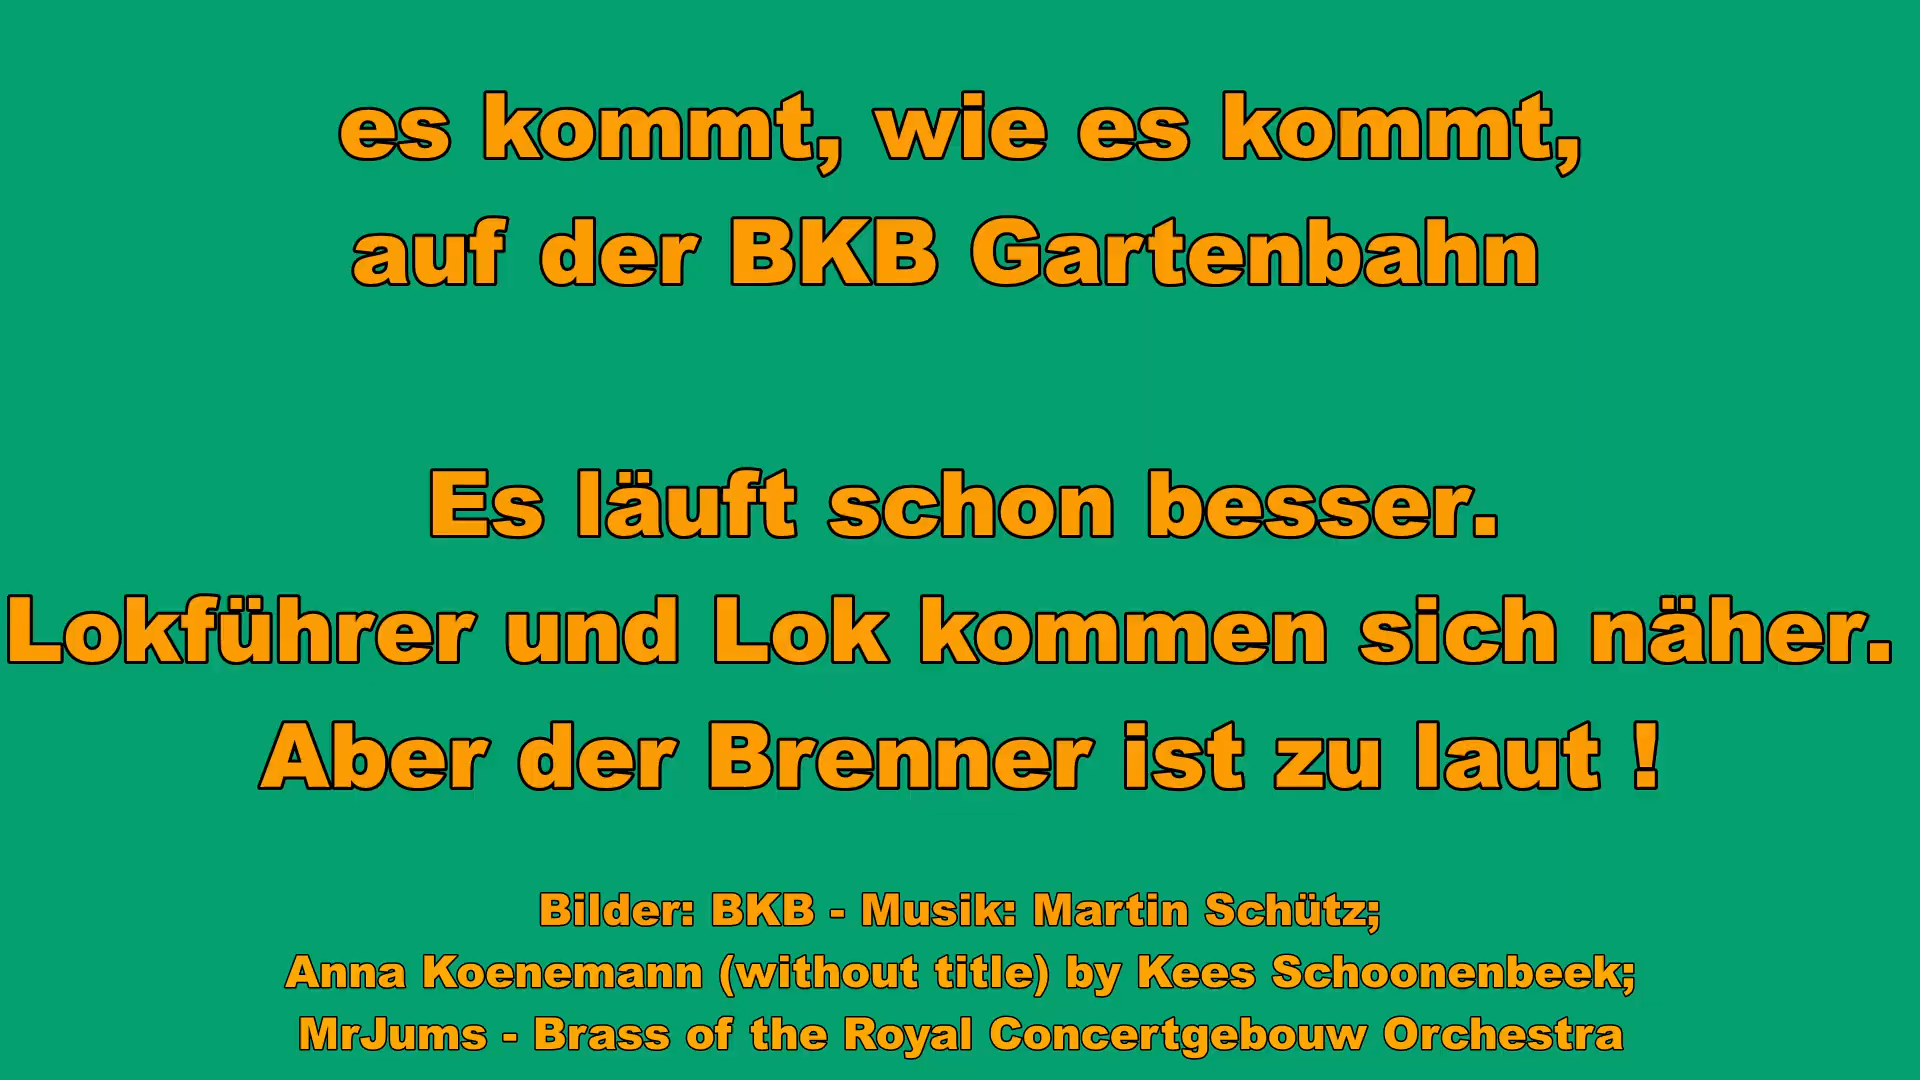 es kommt, wie es kommt,
auf der BKB Gartenbahn
Es läuft schon besser.
Lokführer und Lok kommen sich näher.
Aber der Brenner ist zu laut !
Bilder: BKB - Musik: Martin Schütz;
Anna Koenemann (without title) by Kees Schoonenbeek;
MrJums - Brass of the Royal Concertgebouw Orchestra